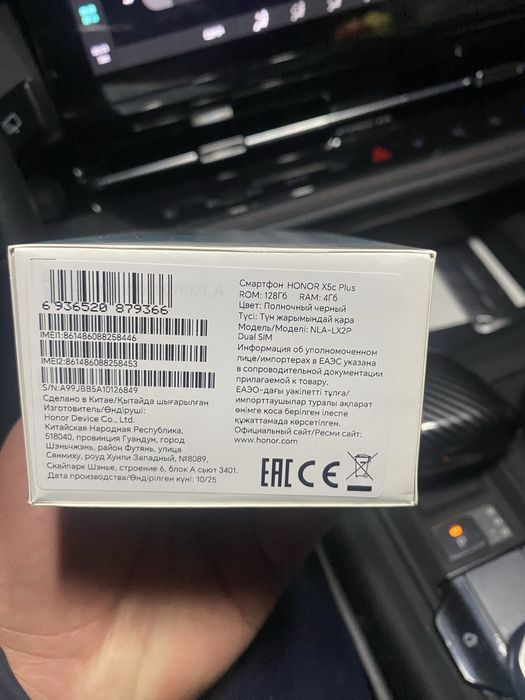 6 936520 879366
IMEI1:861486088258446
IMEI2:861486088258453
S/N:A99JBB5A10126849
Сделано в Китае/Қытайда шығарылған
Изготовитель/Өндіруші:
Honor Device Co., Ltd.
Китайская Народная Республика,
518040, провинция Гуандун, город
Шэньчжэнь, район Футянь, улица
Сянмиху, роуд Хунли Западный, №8089,
Скайпарк Шэнье, строение 6, блок А сьют 3401.
Дата производства/Өндірілген күні: 10/25
Смартфон HONOR X5c Plus
ROM: 128Гб RAM: 4Гб
Цвет: Полночный черный
Түсі: Түн жарымындай қара
Модель/Моделі: NLA-LX2P
Dual SIM
Информация об уполномоченном
лице/импортерах в ЕАЭС указана
в сопроводительной документации
прилагаемой к товару.
ЕАЭО-дағы уәкілетті тұлға/
импорттаушылар туралы ақпарат
өнімге қоса берілген ілеспе
құжаттамада көрсетілген.
Официальный сайт/Ресми сайт:
www.honor.com
EAC CE